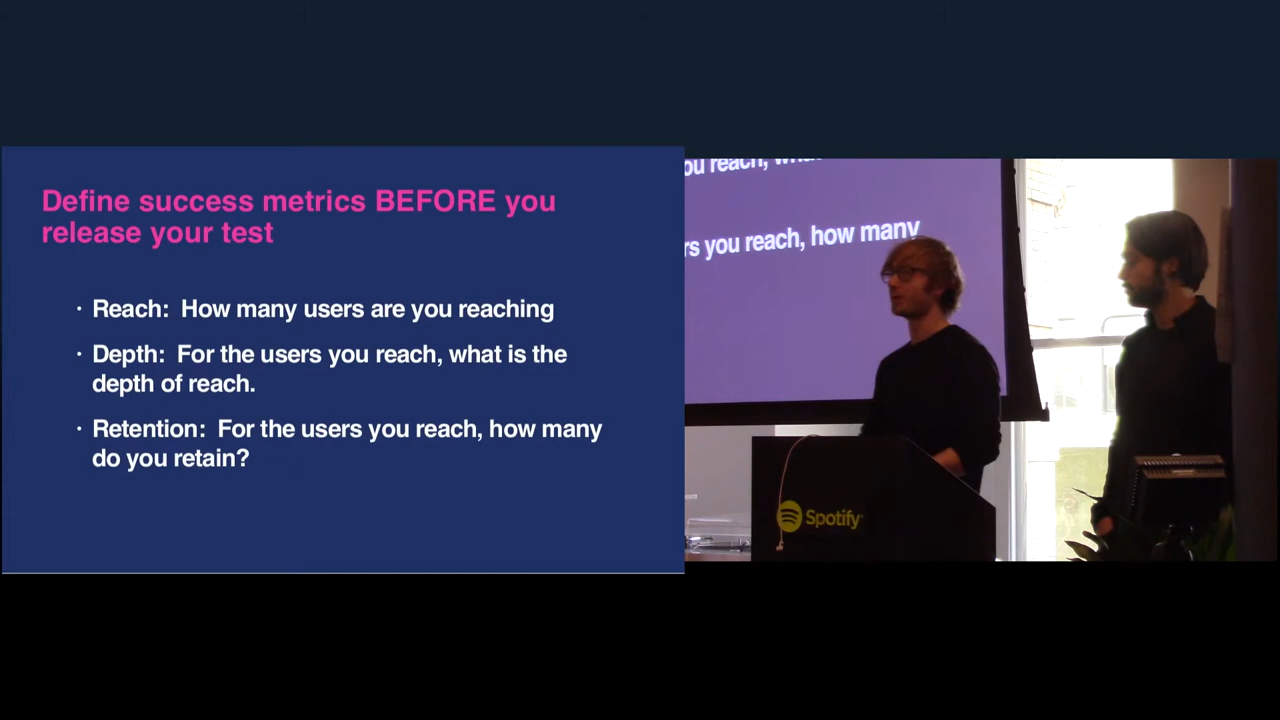 Define success metrics BEFORE you
release your test
· Reach: How many users are you reaching
· Depth: For the users you reach, what is the
depth of reach.
· Retention: For the users you reach, how many
do you retain?
ou reach,
rs you reach, how many
Spotify